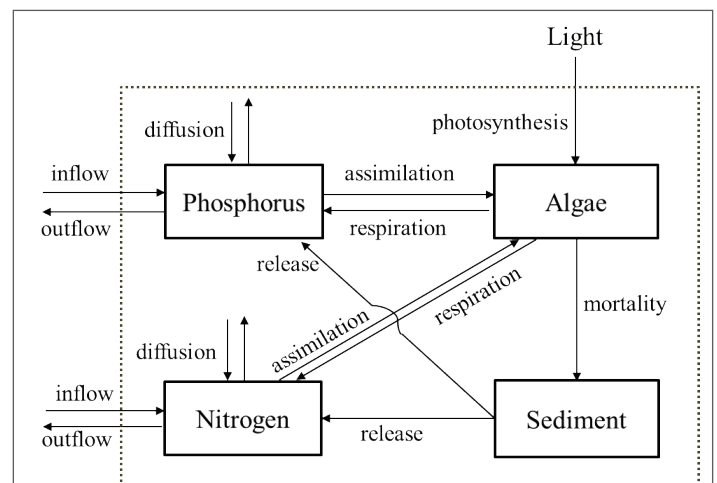 Light
diffusion
photosynthesis
inflow
assimilation
Phosphorus
Algae
outflow
respiration
release
mortality
assimilation
respiration
diffusion
inflow
Nitrogen
Sediment
outflow
release